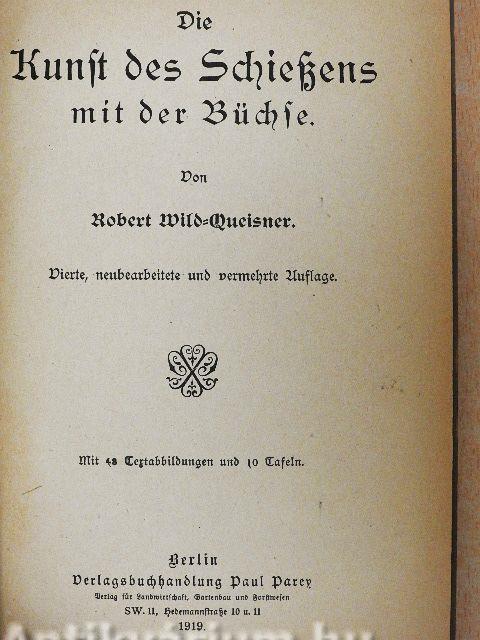 Die
Kunst des Schießens
mit der Büchse.
Von
Robert Wild=Queisner.
Vierte, neubearbeitete und vermehrte Auflage.
Mit 48 Textabbildungen und 10 Tafeln.
Berlin
Verlagsbuchhandlung Paul Parey
Verlag für Landwirtschaft, Gartenbau und Forstwesen
SW. 11, Hedemannstraße 10 u. 11
1919.